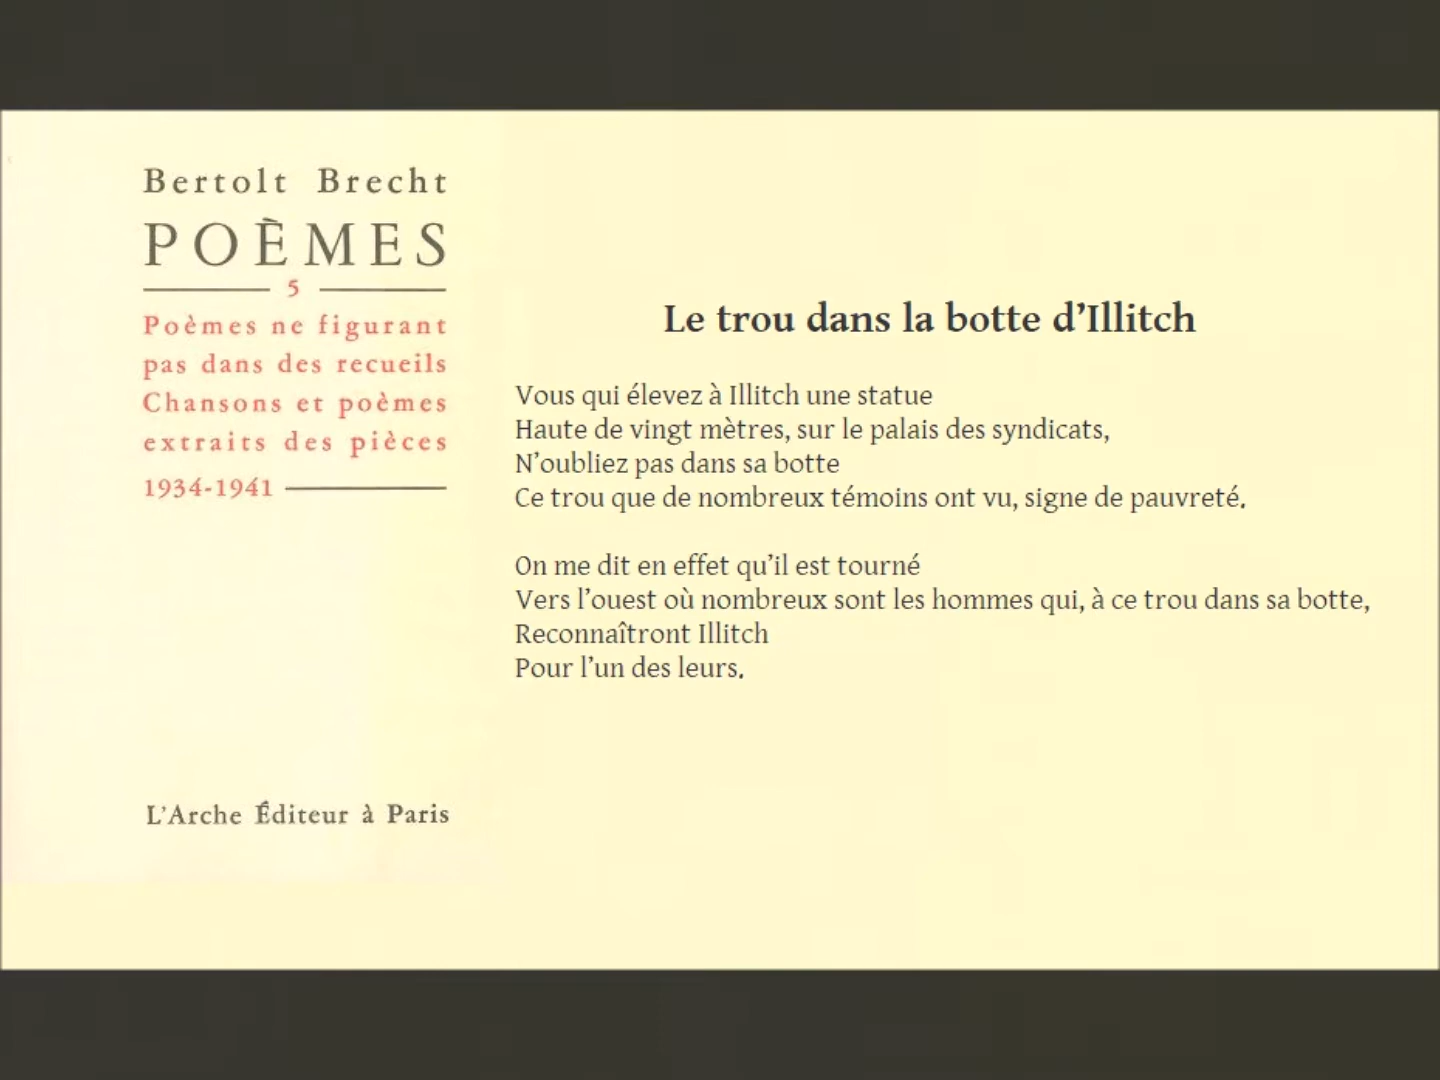 Bertolt Brecht
POÈMES
5
Poèmes ne figurant
pas dans des recueils
Chansons et poèmes
extraits des pièces
1934-1941
L'Arche Éditeur à Paris
Le trou dans la botte d'Illitch
Vous qui élevez à Illitch une statue
Haute de vingt mètres, sur le palais des syndicats,
N'oubliez pas dans sa botte
Ce trou que de nombreux témoins ont vu, signe de pauvreté.
On me dit en effet qu'il est tourné
Vers l'ouest où nombreux sont les hommes qui, à ce trou dans sa botte,
Reconnaîtront Illitch
Pour l'un des leurs.